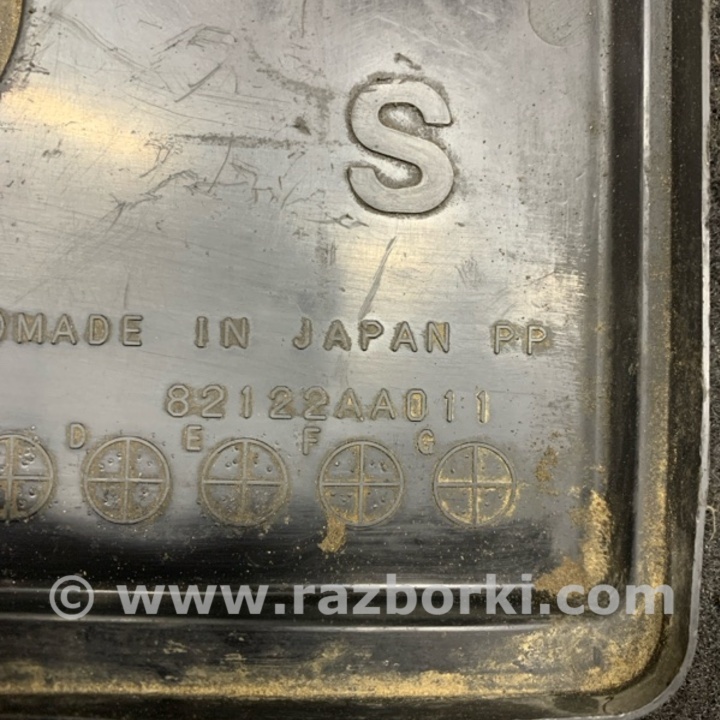 S
MADE IN JAPAN PP
82122AA011
D E F G
© www.razborki.com